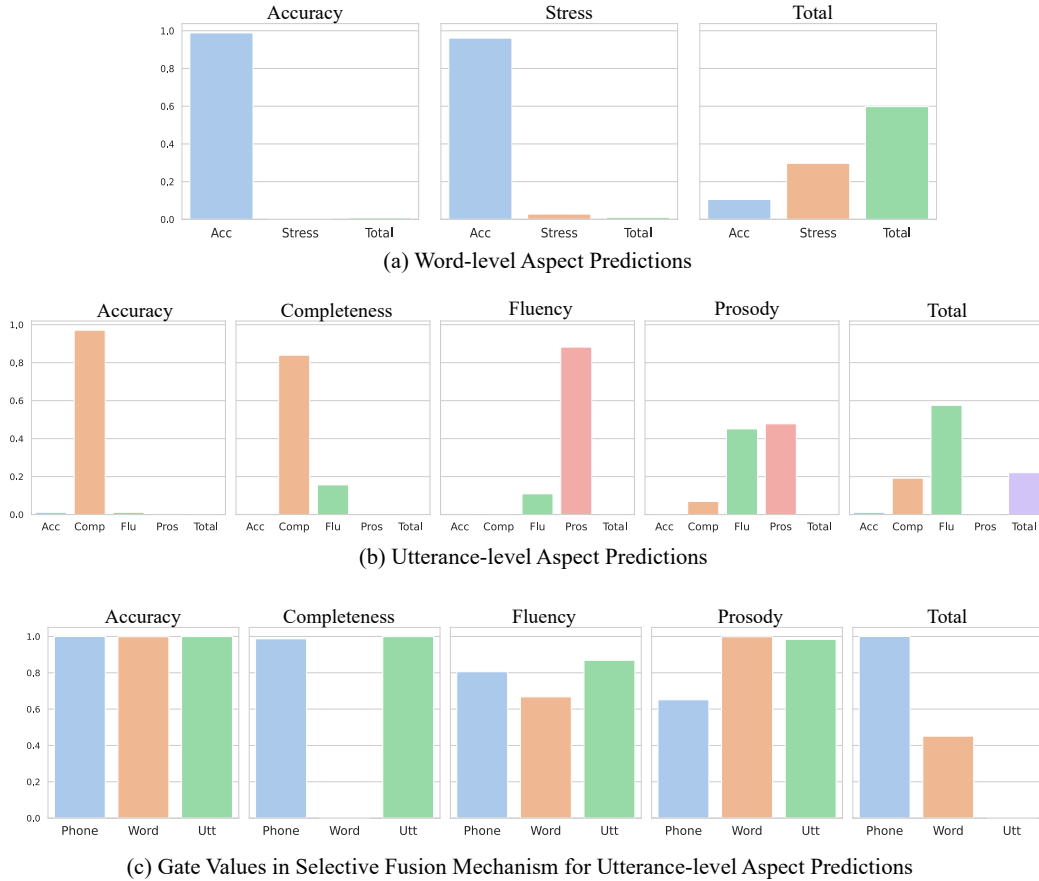 Accuracy Stress Total
1.0
0.8
0.6
0.4
0.2
0.0
Acc Stress Total Acc Stress Total Acc Stress Total
(a) Word-level Aspect Predictions
Accuracy Completeness Fluency Prosody Total
1.0
0.8
0.6
0.4
0.2
0.0
Acc Comp Flu Pros Total Acc Comp Flu Pros Total Acc Comp Flu Pros Total Acc Comp Flu Pros Total Acc Comp Flu Pros Total
(b) Utterance-level Aspect Predictions
Accuracy Completeness Fluency Prosody Total
1.0
0.8
0.6
0.4
0.2
0.0
Phone Word Utt Phone Word Utt Phone Word Utt Phone Word Utt Phone Word Utt
(c) Gate Values in Selective Fusion Mechanism for Utterance-level Aspect Predictions